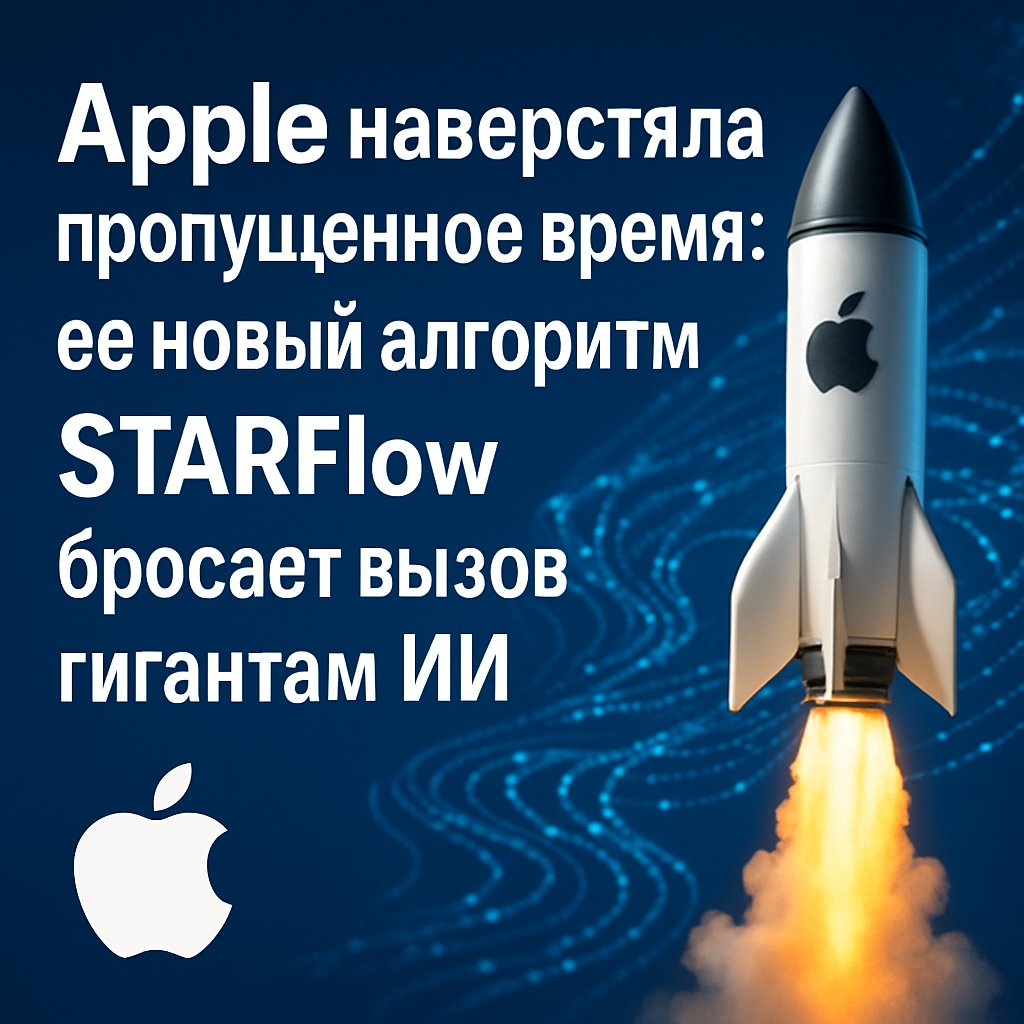 Apple наверстяла
пропущенное время:
ее новый алгоритм
STARFlow
бросает вызов
гигантам ИИ